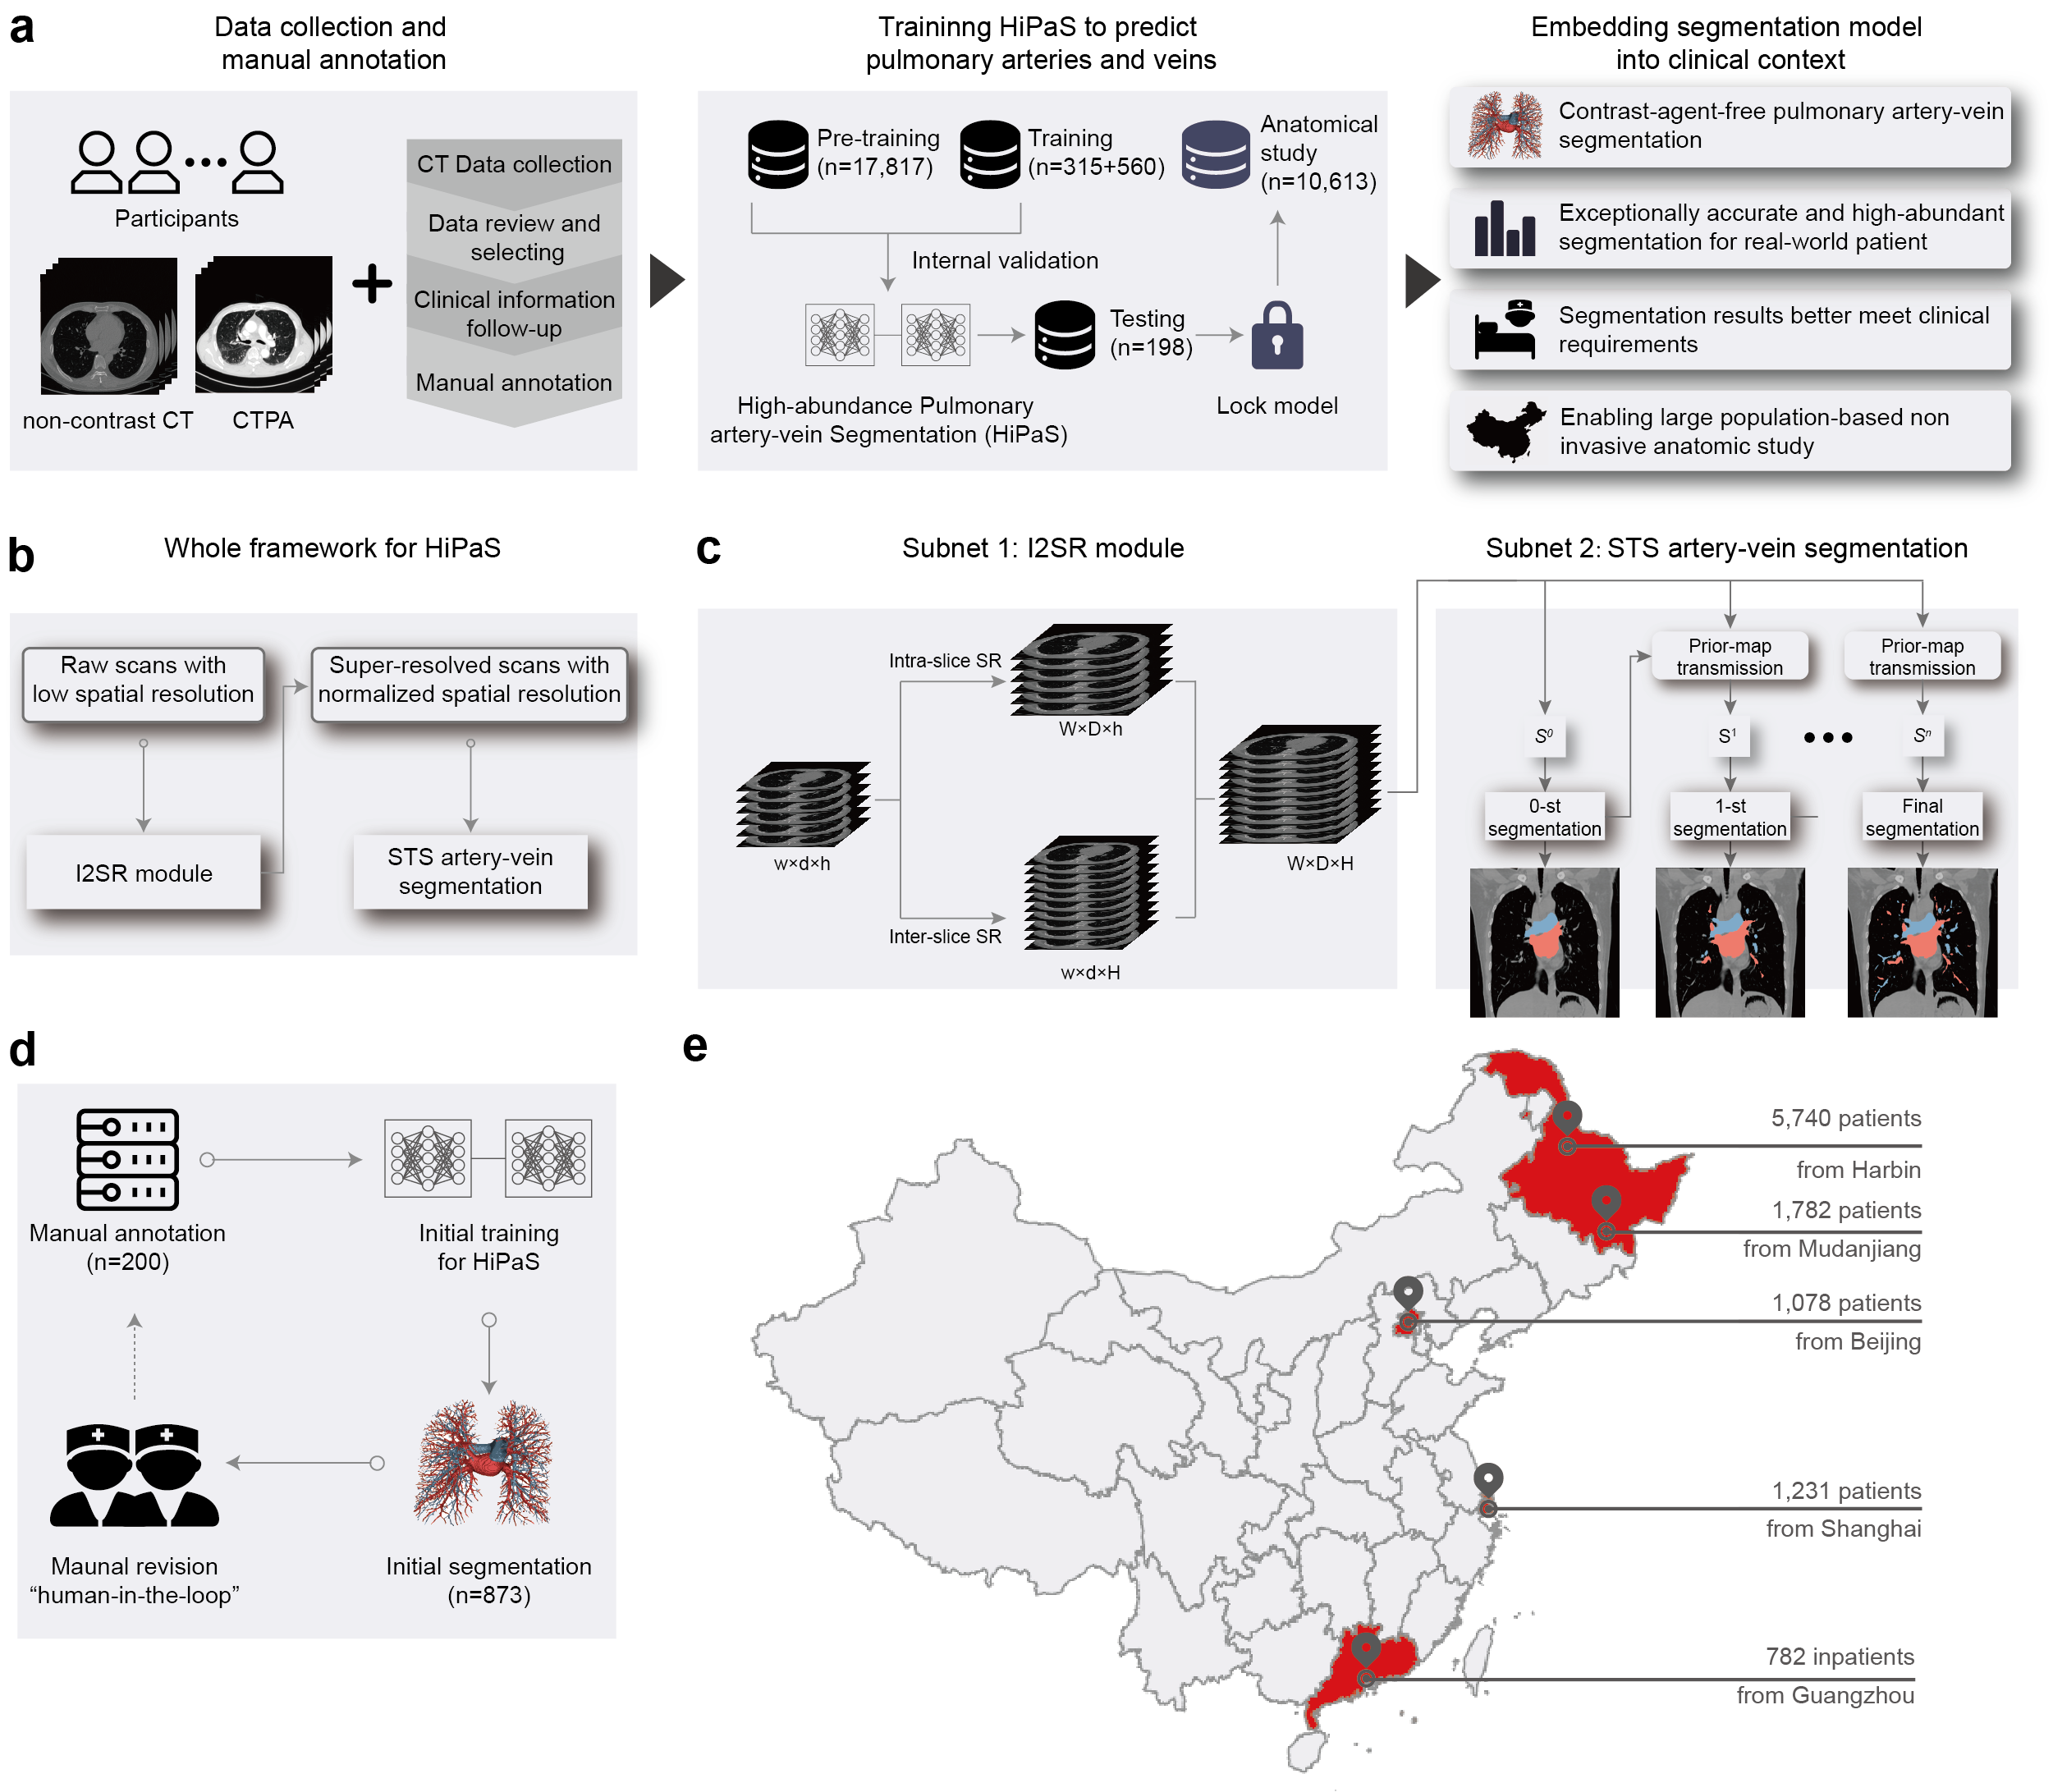 a
Data collection and
manual annotation
Participants
non-contrast CT
CTPA
CT Data collection
Data review and
selecting
Clinical information
follow-up
Manual annotation
Traininng HiPaS to predict
pulmonary arteries and veins
Pre-training
(n=17,817)
Training
(n=315+560)
Anatomical
study
(n=10,613)
Internal validation
Testing
(n=198)
High-abundance Pulmonary
artery-vein Segmentation (HiPaS)
Lock model
Embedding segmentation model
into clinical context
Contrast-agent-free pulmonary artery-vein
segmentation
Exceptionally accurate and high-abundant
segmentation for real-world patient
Segmentation results better meet clinical
requirements
Enabling large population-based non
invasive anatomic study
b
Whole framework for HiPaS
Raw scans with
low spatial resolution
Super-resolved scans with
normalized spatial resolution
I2SR module
STS artery-vein
segmentation
c
Subnet 1: I2SR module
Intra-slice SR
W×D×h
w×d×h
W×D×H
Inter-slice SR
w×d×H
Subnet 2: STS artery-vein segmentation
Prior-map
transmission
Prior-map
transmission
S⁰
S¹
Sⁿ
0-st
segmentation
1-st
segmentation
Final
segmentation
d
Manual annotation
(n=200)
Initial training
for HiPaS
Maunal revision
“human-in-the-loop”
Initial segmentation
(n=873)
e
5,740 patients
from Harbin
1,782 patients
from Mudanjiang
1,078 patients
from Beijing
1,231 patients
from Shanghai
782 inpatients
from Guangzhou